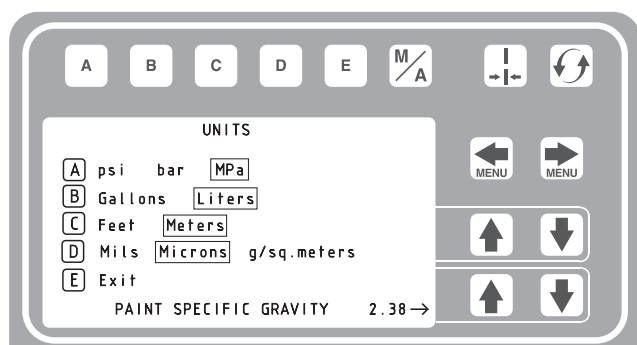 A B C D E M/A
UNITS
A psi bar MPa
B Gallons Liters
C Feet Meters
D Mils Microns g/sq.meters
E Exit
PAINT SPECIFIC GRAVITY 2.38→
MENU MENU